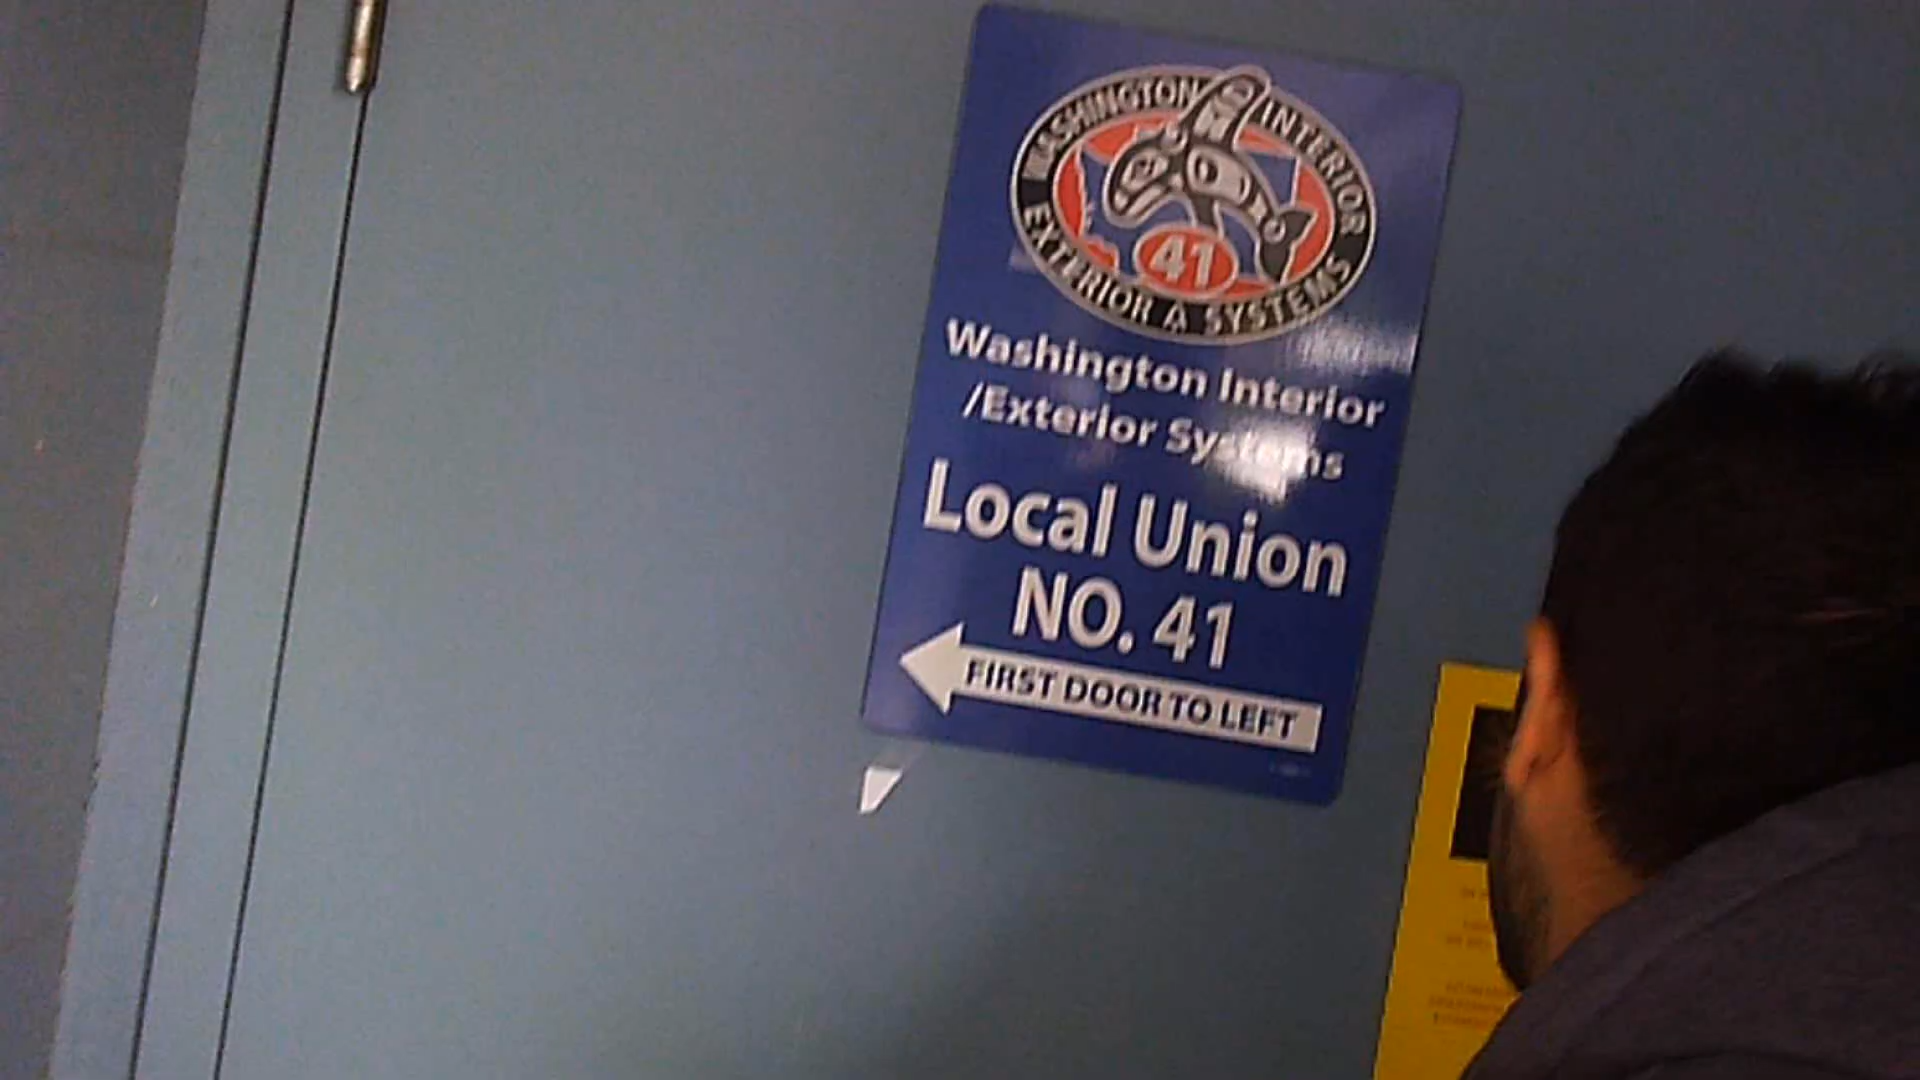 WASHINGTON INTERIOR
EXTERIOR SYSTEMS
41
Washington Interior
/Exterior Systems
Local Union
NO. 41
FIRST DOOR TO LEFT